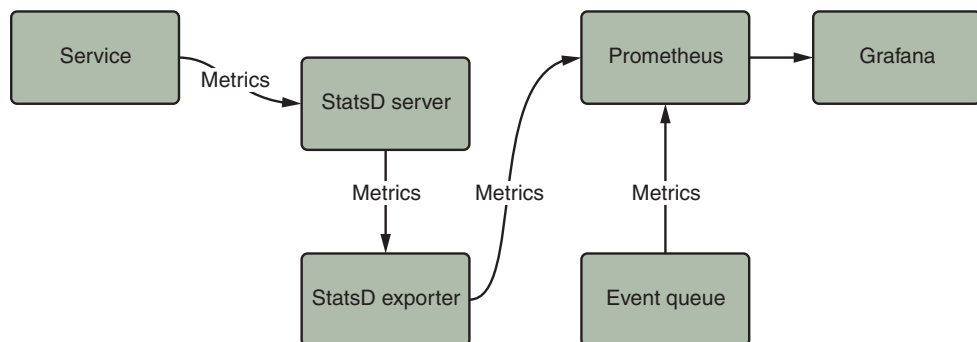 Service
Metrics
StatsD server
Metrics
StatsD exporter
Metrics
Prometheus
Grafana
Metrics
Event queue